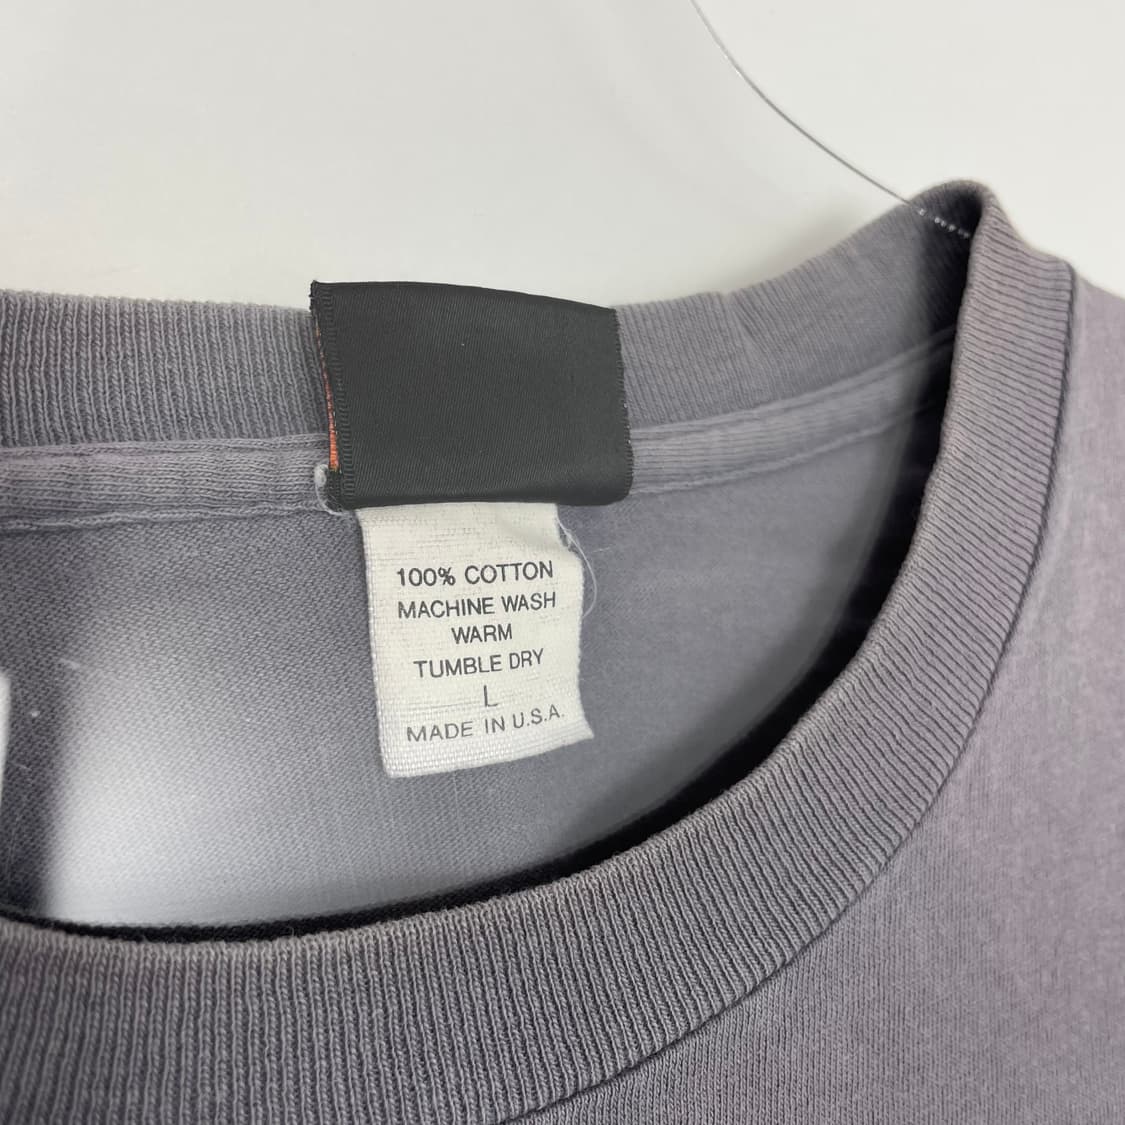 100% COTTON
MACHINE WASH
WARM
TUMBLE DRY
L
MADE IN U.S.A.